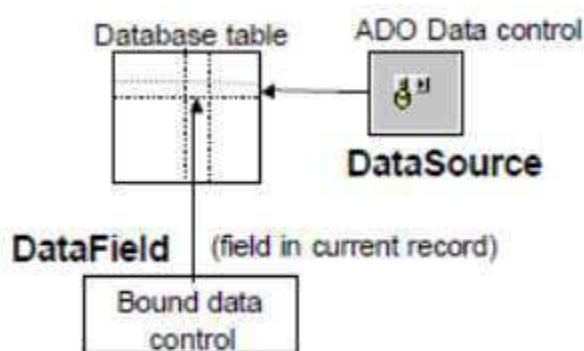 Database table
ADO Data control
DataSource
DataField (field in current record)
Bound data
control